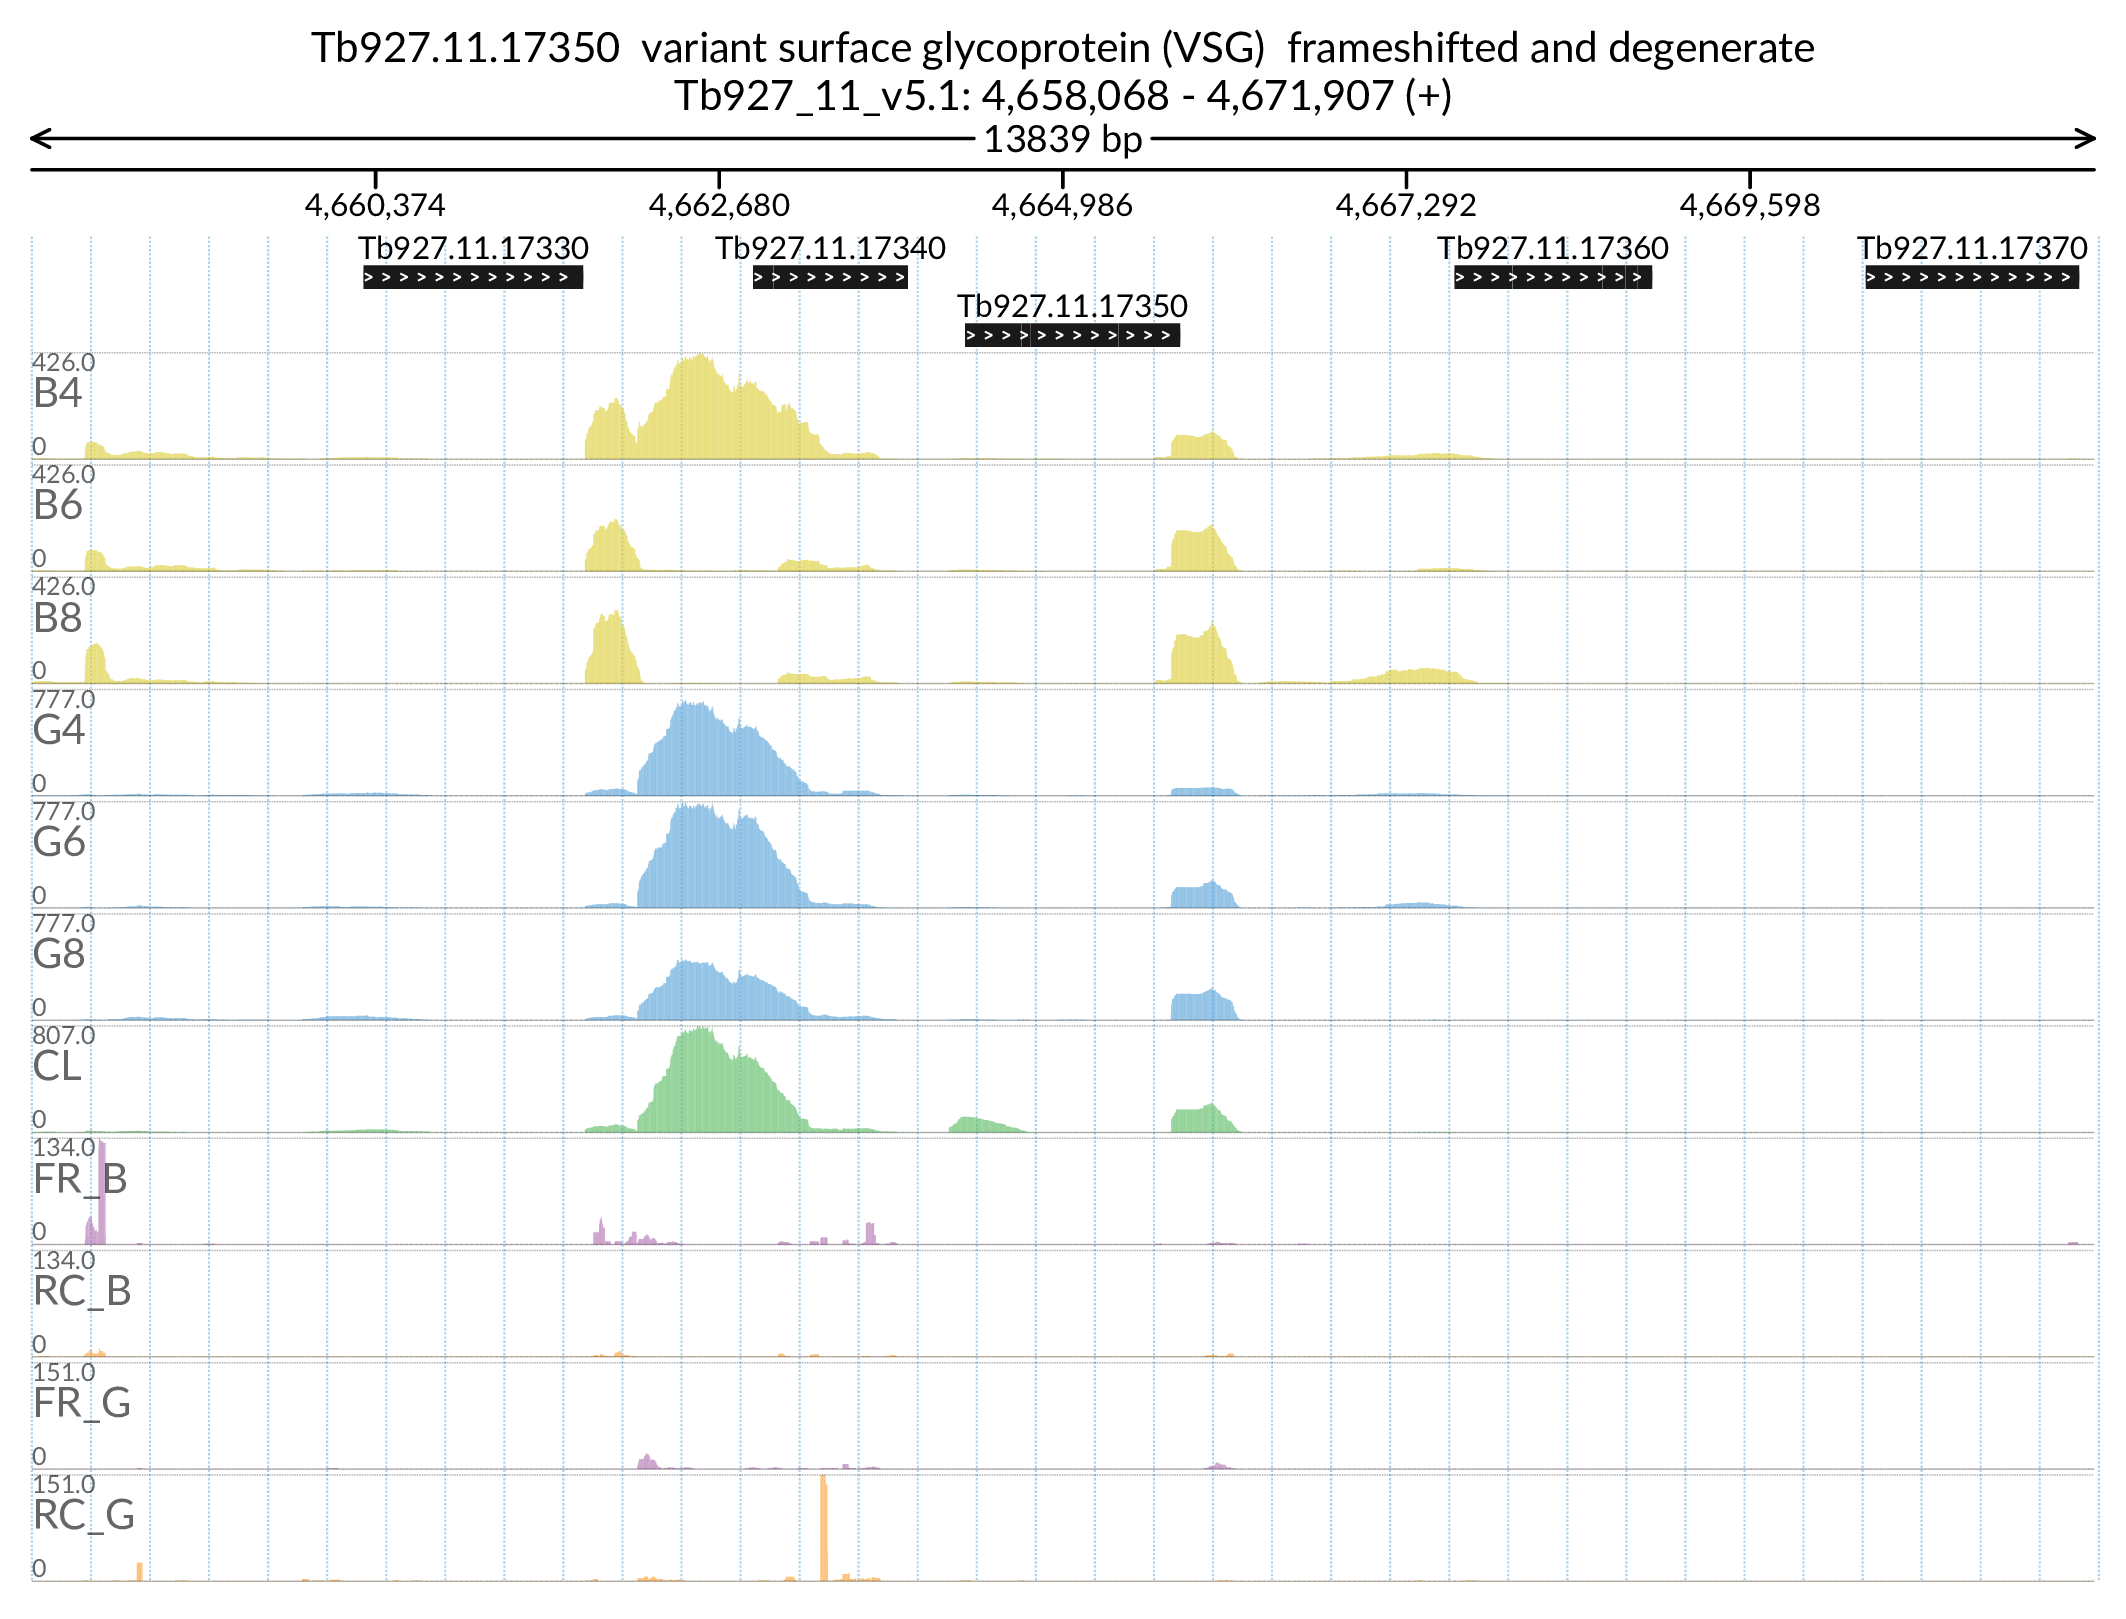 Tb927.11.17350  variant surface glycoprotein (VSG)  frameshifted and degenerate
Tb927_11_v5.1: 4,658,068 - 4,671,907 (+)
13839 bp
4,660,374 4,662,680 4,664,986 4,667,292 4,669,598
Tb927.11.17330 Tb927.11.17340 Tb927.11.17360 Tb927.11.17370
Tb927.11.17350
426.0
B4
0
426.0
B6
0
426.0
B8
0
777.0
G4
0
777.0
G6
0
777.0
G8
0
807.0
CL
0
134.0
FR_B
0
134.0
RC_B
0
151.0
FR_G
0
151.0
RC_G
0